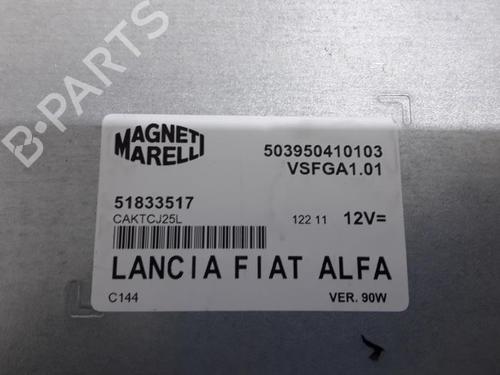 MAGNETI
MARELLI
503950410103
VSFGA1.01
51833517
CAKTCJ25L
122 11 12V=
LANCIA FIAT ALFA
C144 VER. 90W
B-PARTS